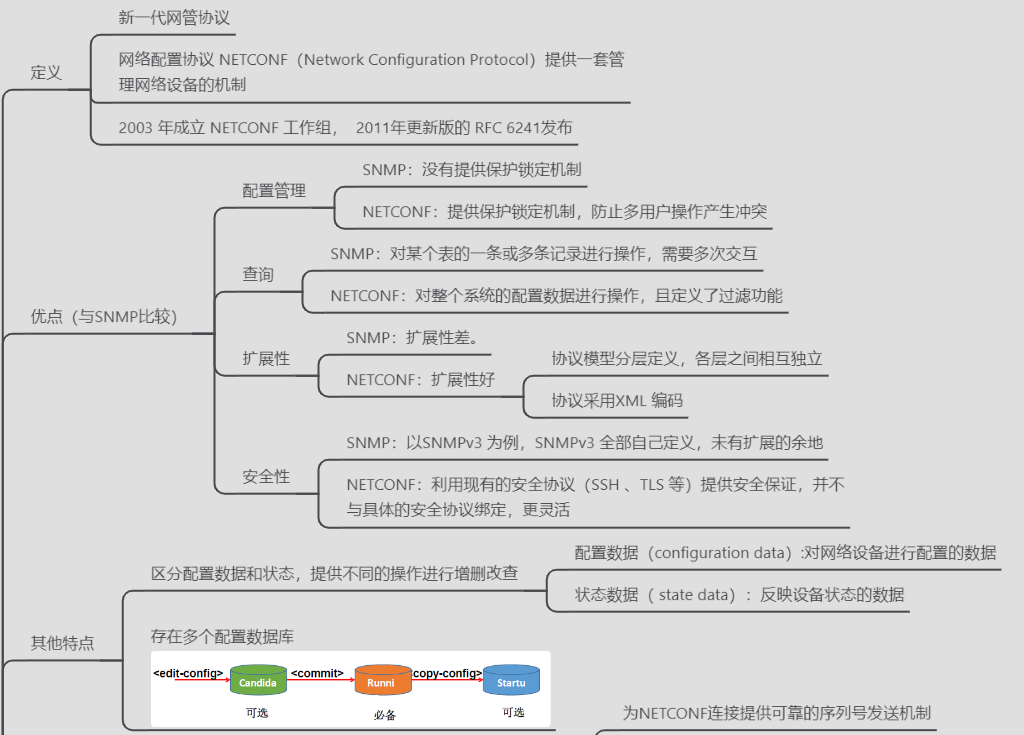 新一代网管协议
定义
网络配置协议 NETCONF（Network Configuration Protocol）提供一套管
理网络设备的机制
2003 年成立 NETCONF 工作组， 2011年更新版的 RFC 6241发布
优点（与SNMP比较）
配置管理
SNMP：没有提供保护锁定机制
NETCONF：提供保护锁定机制，防止多用户操作产生冲突
查询
SNMP：对某个表的一条或多条记录进行操作，需要多次交互
NETCONF：对整个系统的配置数据进行操作，且定义了过滤功能
扩展性
SNMP：扩展性差。
NETCONF：扩展性好
协议模型分层定义，各层之间相互独立
协议采用XML 编码
安全性
SNMP：以SNMPv3 为例，SNMPv3 全部自己定义，未有扩展的余地
NETCONF：利用现有的安全协议（SSH 、TLS 等）提供安全保证，并不
与具体的安全协议绑定，更灵活
其他特点
区分配置数据和状态，提供不同的操作进行增删改查
配置数据（configuration data）:对网络设备进行配置的数据
状态数据（ state data）：反映设备状态的数据
存在多个配置数据库
<edit-config>
Candida
<commit>
Runni
copy-config>
Startu
可选
必备
可选
为NETCONF连接提供可靠的序列号发送机制